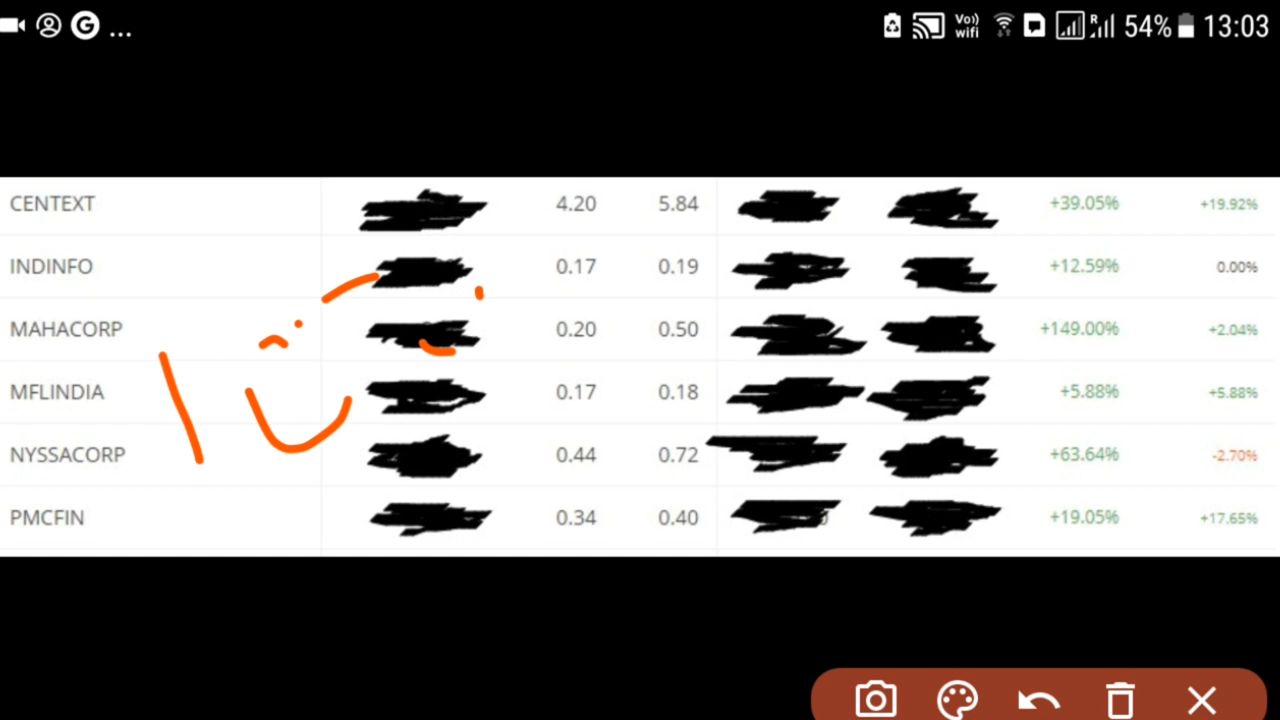 ... Vo) wifi R 54% 13:03
CENTEXT 4.20 5.84 +39.05% +19.92%
INDINFO 0.17 0.19 +12.59% 0.00%
MAHACORP 0.20 0.50 +149.00% +2.04%
MFLINDIA 0.17 0.18 +5.88% +5.88%
NYSSACORP 0.44 0.72 +63.64% -2.70%
PMCFIN 0.34 0.40 +19.05% +17.65%